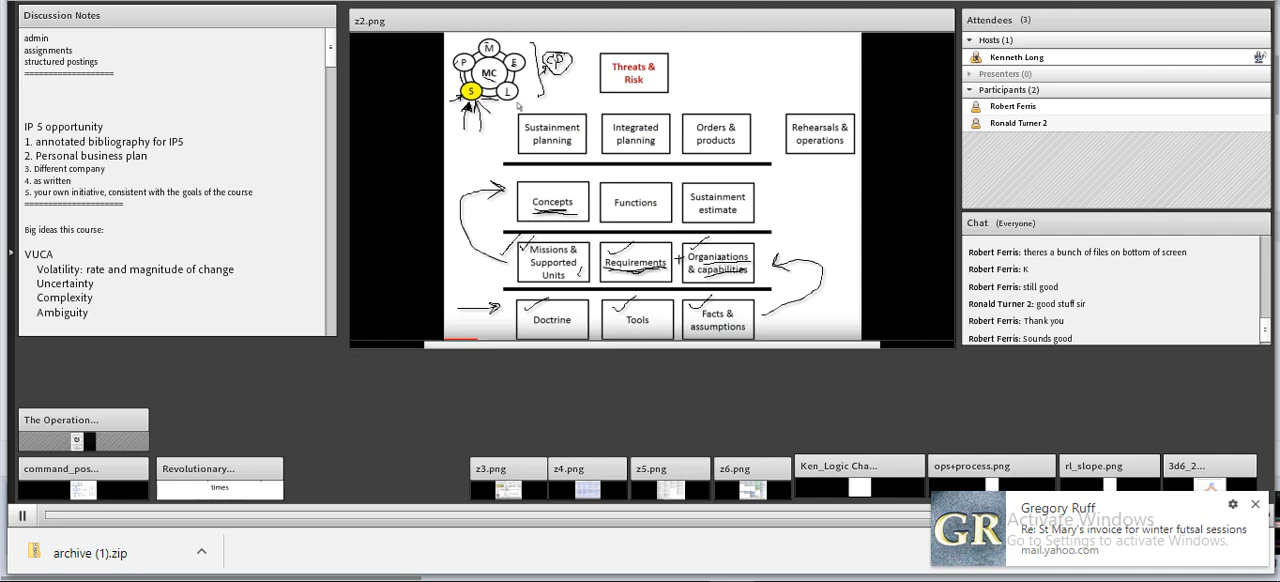 Discussion Notes
admin
assignments
structured postings
====================
IP 5 opportunity
1. annotated bibliography for IP5
2. Personal business plan
3. Different company
4. as written
5. your own initiative, consistent with the goals of the course
======================
Big ideas this course:
VUCA
Volatility: rate and magnitude of change
Uncertainty
Complexity
Ambiguity
z2.png
M
P
E
MC
S
I
CP
Threats &
Risk
Sustainment
planning
Integrated
planning
Orders &
products
Rehearsals &
operations
Concepts
Functions
Sustainment
estimate
Missions &
Supported
Units
Requirements
+
Organizations
& capabilities
Doctrine
Tools
Facts &
assumptions
Attendees (3)
Hosts (1)
Kenneth Long
Presenters (0)
Participants (2)
Robert Ferris
Ronald Turner 2
Chat (Everyone)
Robert Ferris: theres a bunch of files on bottom of screen
Robert Ferris: K
Robert Ferris: still good
Ronald Turner 2: good stuff sir
Robert Ferris: Thank you
Robert Ferris: Sounds good
The Operation...
command_pos...
Revolutionary...
times
z3.png
z4.png
z5.png
z6.png
Ken_Logic Cha...
ops+process.png
rl_slope.png
3d6_2...
GR
Gregory Ruff
Re: St Mary's invoice for winter futsal sessions
mail.yahoo.com
Activate Windows
Go to Settings to activate Windows.
archive (1).zip